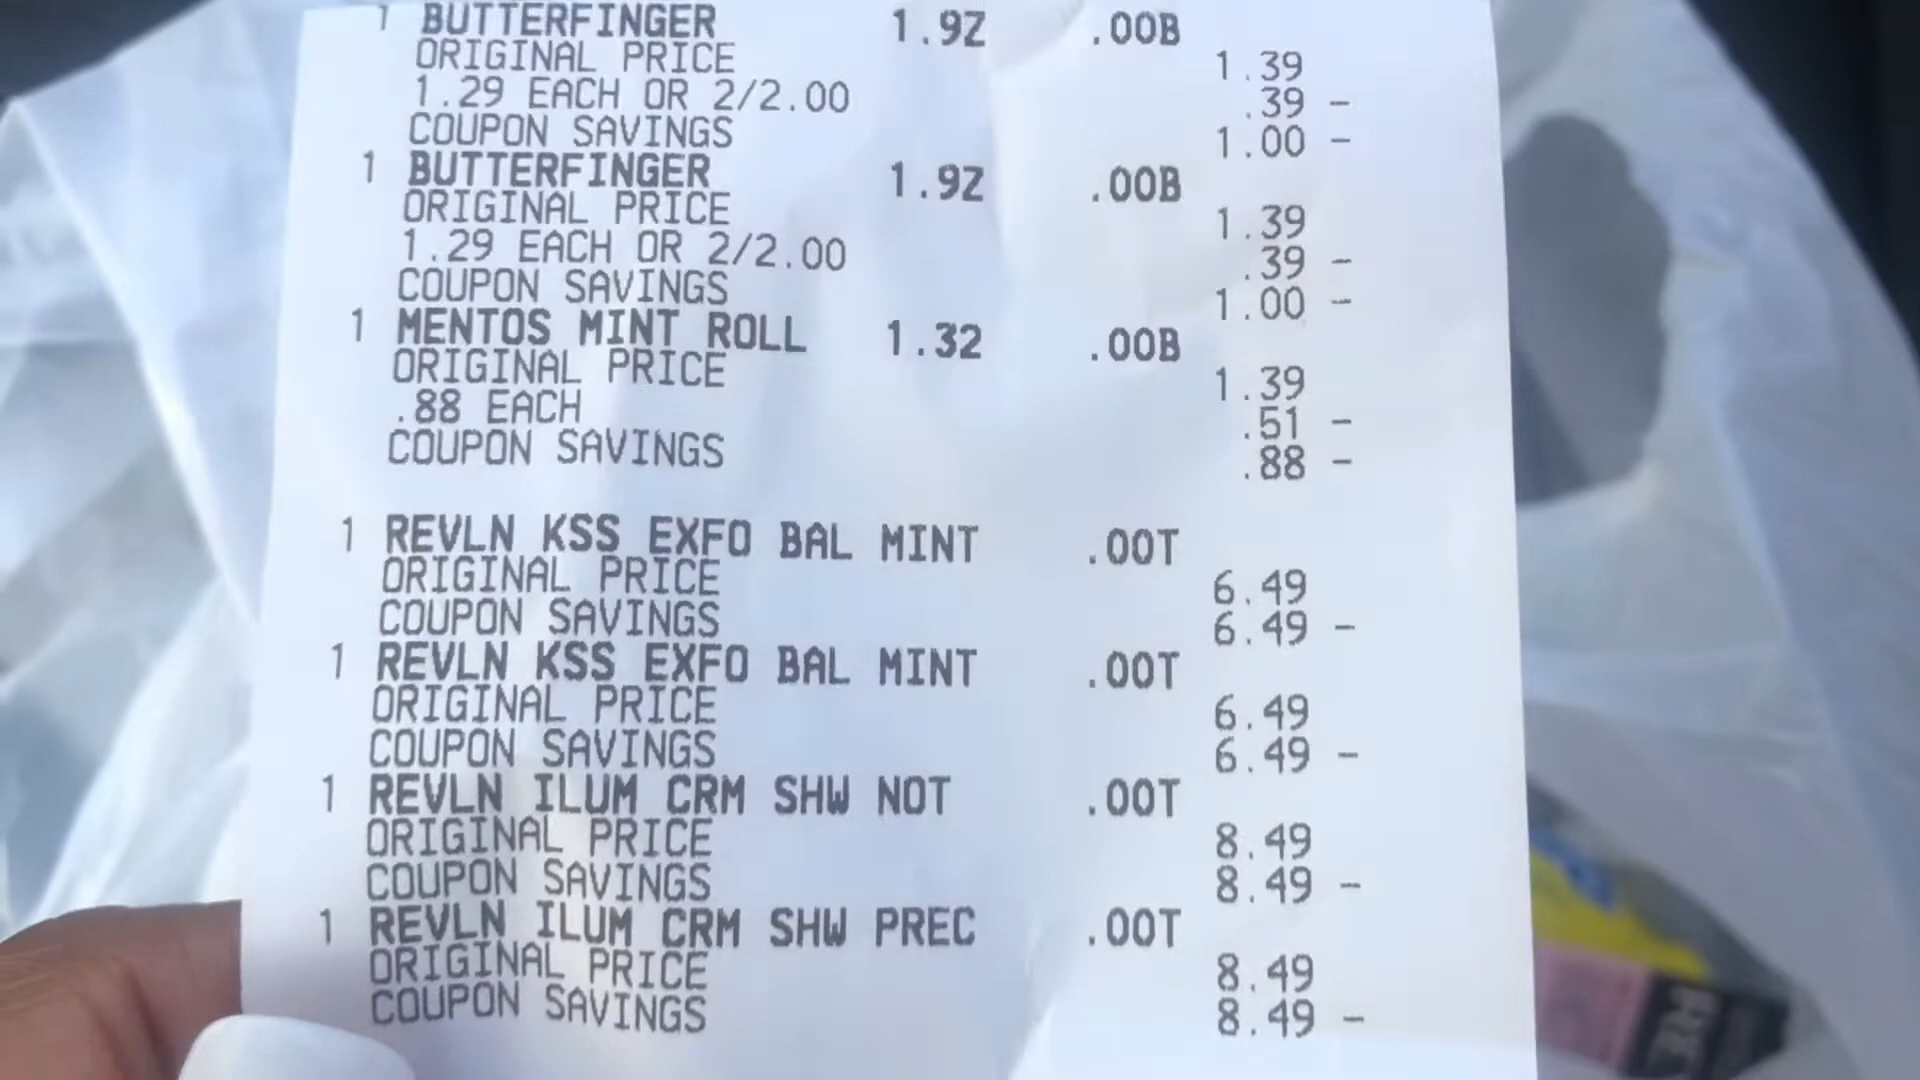 1 BUTTERFINGER 1.9Z .00B
ORIGINAL PRICE 1.39
1.29 EACH OR 2/2.00 .39 -
COUPON SAVINGS 1.00 -
1 BUTTERFINGER 1.9Z .00B
ORIGINAL PRICE 1.39
1.29 EACH OR 2/2.00 .39 -
COUPON SAVINGS 1.00 -
1 MENTOS MINT ROLL 1.32 .00B
ORIGINAL PRICE 1.39
.88 EACH .51 -
COUPON SAVINGS .88 -
1 REVLN KSS EXFO BAL MINT .00T
ORIGINAL PRICE 6.49
COUPON SAVINGS 6.49 -
1 REVLN KSS EXFO BAL MINT .00T
ORIGINAL PRICE 6.49
COUPON SAVINGS 6.49 -
1 REVLN ILUM CRM SHW NOT .00T
ORIGINAL PRICE 8.49
COUPON SAVINGS 8.49 -
1 REVLN ILUM CRM SHW PREC .00T
ORIGINAL PRICE 8.49
COUPON SAVINGS 8.49 -